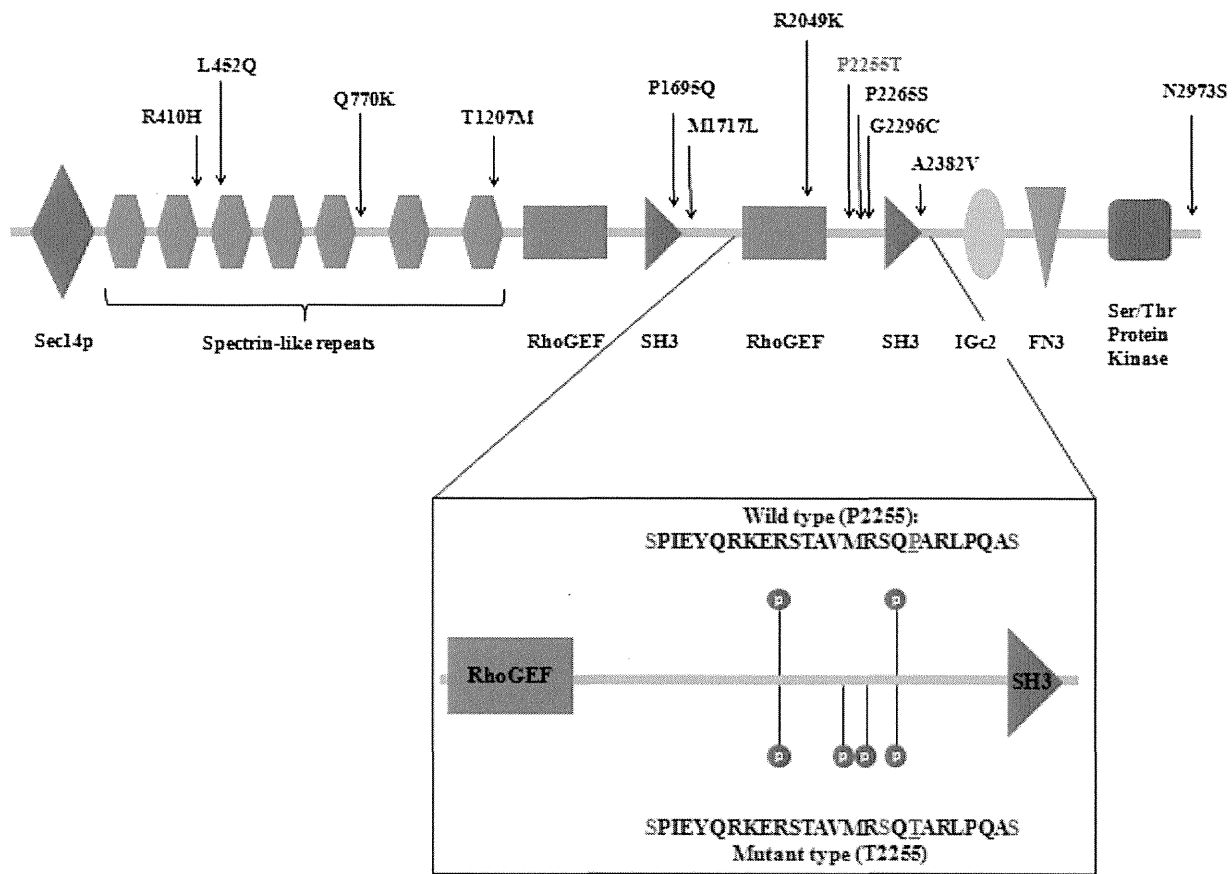 R2049K
L452Q
P2255T
P1695Q
P2265S
N2973S
Q770K
R410H
T1207M
M1717L
G2296C
A2382V
Sec14p
Spectrin-like repeats
RhoGEF
SH3
RhoGEF
SH3
IGc2
FN3
Ser/Thr
Protein
Kinase
Wild type (P2255):
SPIEYQRKERSTAVMRSQPARLPQAS
p p
RhoGEF
SH3
p p p p
SPIEYQRKERSTAVMRSQTARLPQAS
Mutant type (T2255)